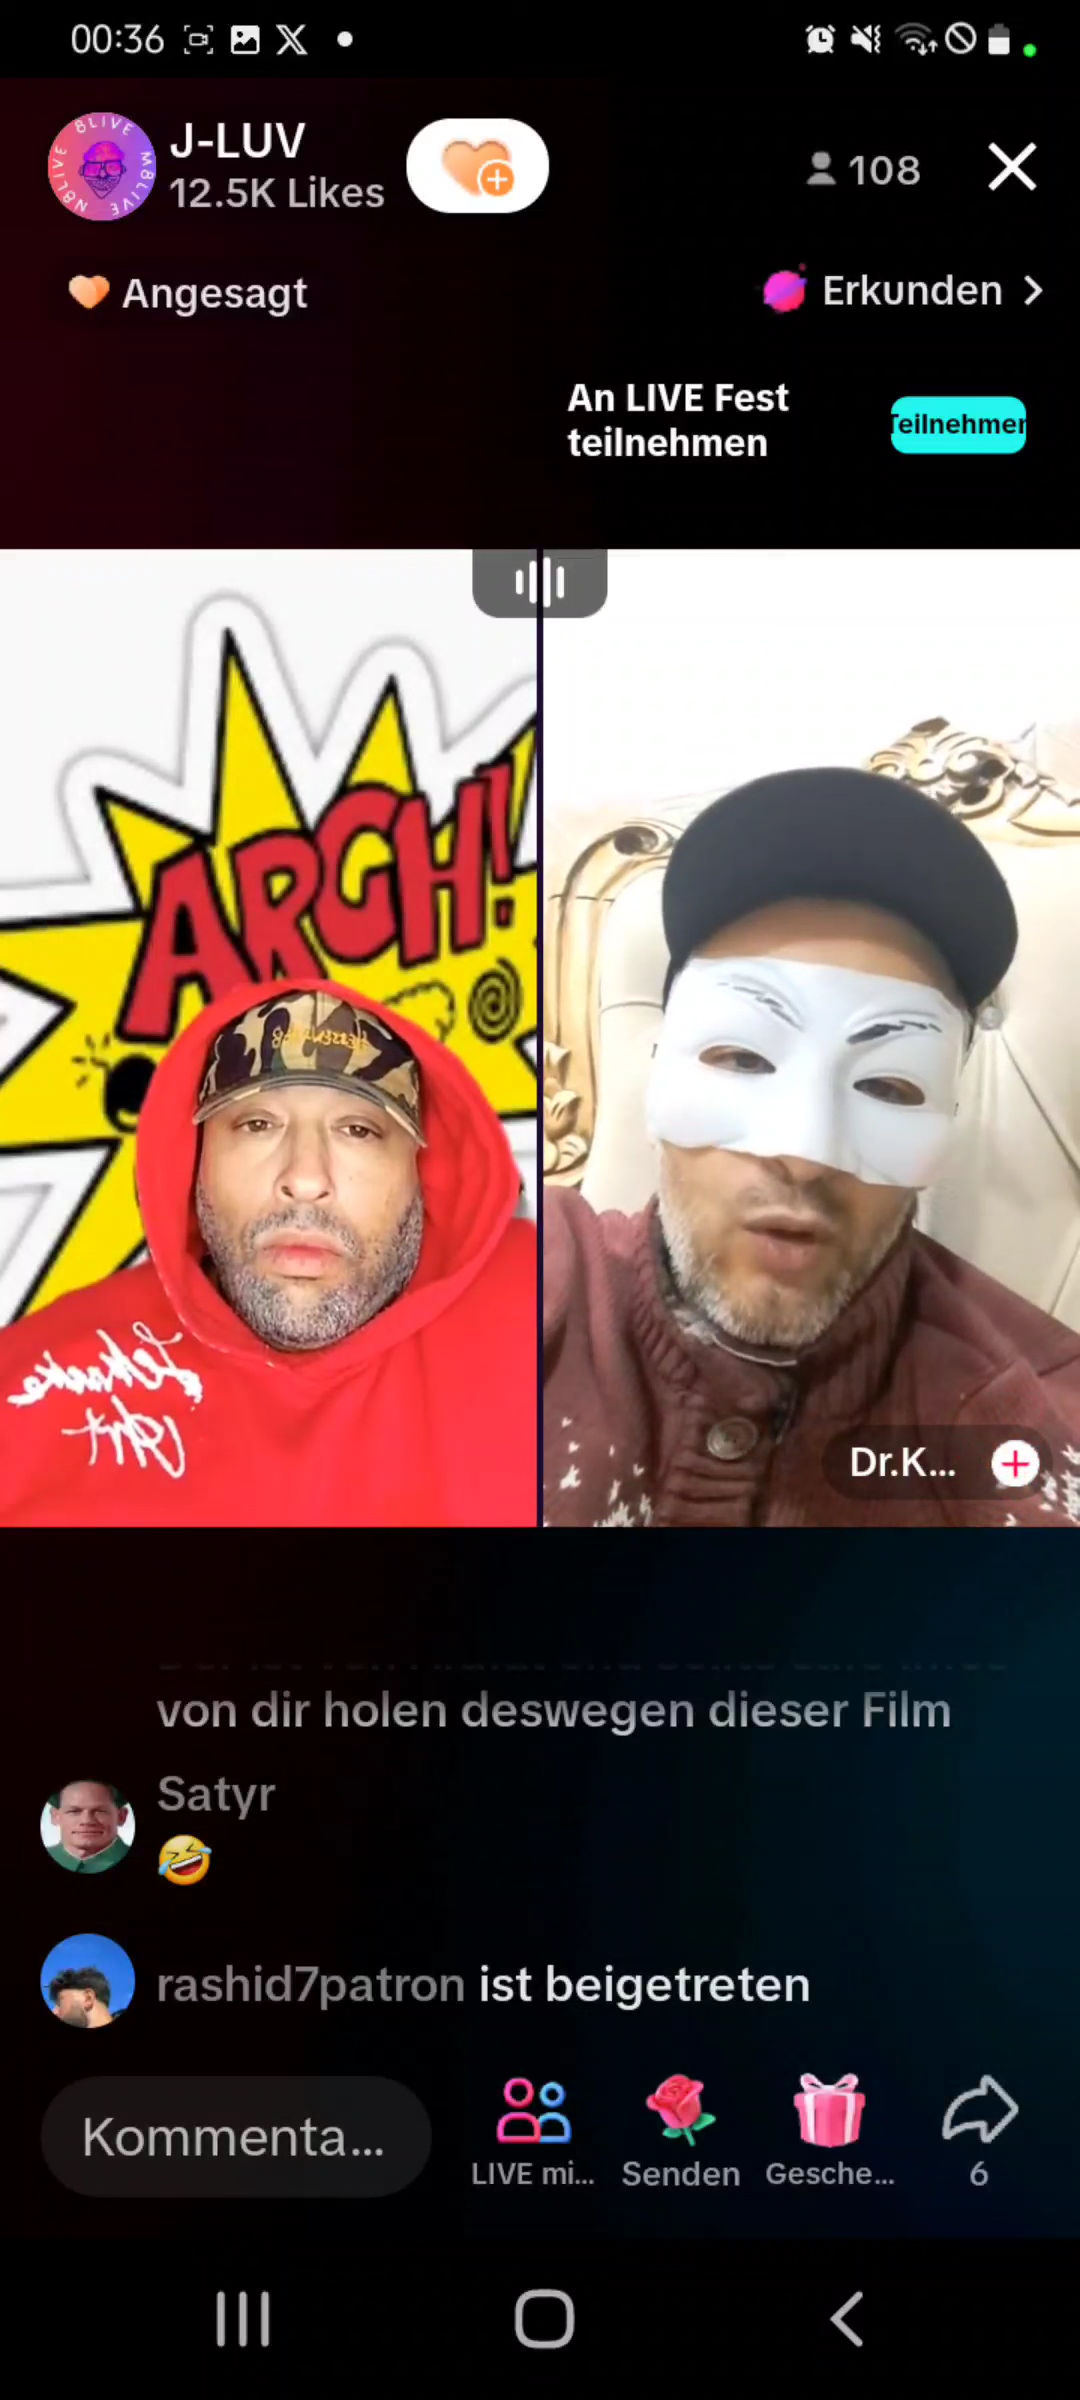 00:36
J-LUV
12.5K Likes
108
Angesagt
Erkunden
An LIVE Fest
teilnehmen
Teilnehmen
ARGH!
Dr.K...
von dir holen deswegen dieser Film
Satyr
🤣
rashid7patron ist beigetreten
Kommenta...
LIVE mi...
Senden
Gesche...
6